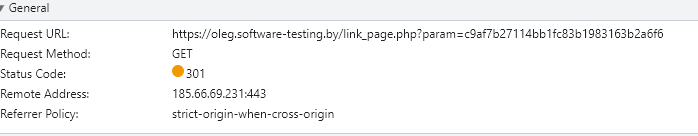 General
Request URL: https://oleg.software-testing.by/link_page.php?param=c9af7b27114bb1fc83b1983163b2a6f6
Request Method: GET
Status Code: 301
Remote Address: 185.66.69.231:443
Referrer Policy: strict-origin-when-cross-origin